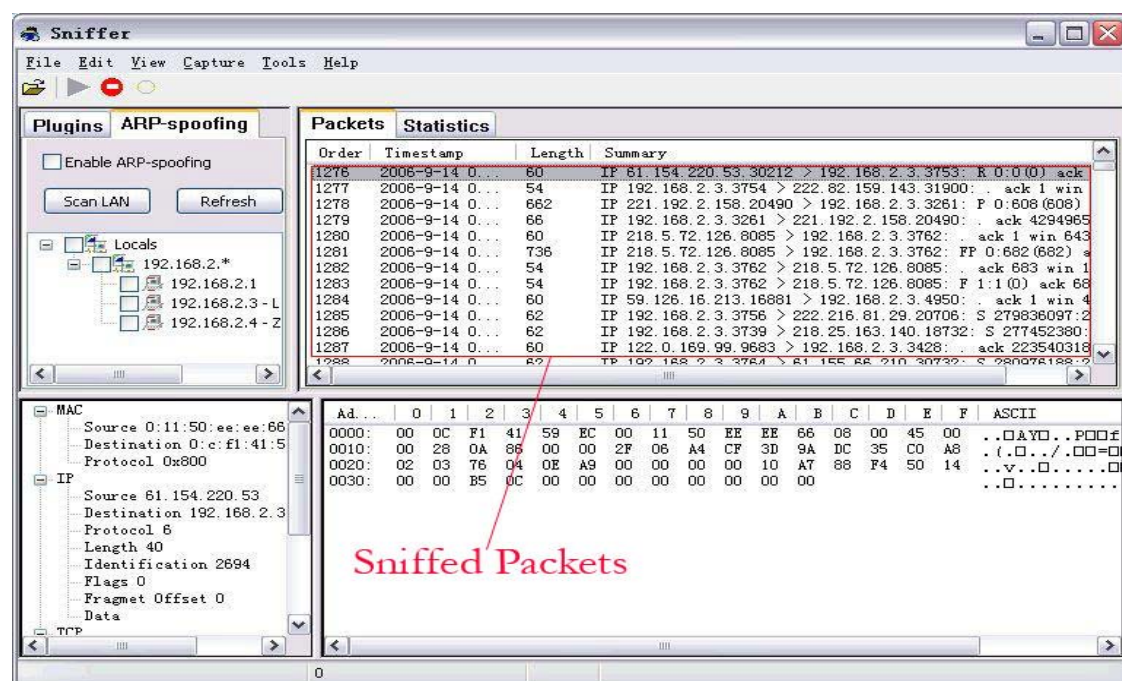 Sniffer
File Edit View Capture Tools Help
Plugins ARP-spoofing
Enable ARP-spoofing
Scan LAN Refresh
Locals
192.168.2.*
192.168.2.1
192.168.2.3 - L
192.168.2.4 - Z
Packets Statistics
Order Timestamp Length Summary
1276 2006-9-14 0... 60 IP 61.154.220.53.30212 > 192.168.2.3.3753: R 0:0(0) ack
1277 2006-9-14 0... 54 IP 192.168.2.3.3754 > 222.82.159.143.31900: . ack 1 win
1278 2006-9-14 0... 662 IP 221.192.2.158.20490 > 192.168.2.3.3261: P 0:608(608)
1279 2006-9-14 0... 66 IP 192.168.2.3.3261 > 221.192.2.158.20490: . ack 4294965
1280 2006-9-14 0... 60 IP 218.5.72.126.8085 > 192.168.2.3.3762: . ack 1 win 643
1281 2006-9-14 0... 736 IP 218.5.72.126.8085 > 192.168.2.3.3762: FP 0:682(682) a
1282 2006-9-14 0... 54 IP 192.168.2.3.3762 > 218.5.72.126.8085: . ack 683 win 1
1283 2006-9-14 0... 54 IP 192.168.2.3.3762 > 218.5.72.126.8085: F 1:1(0) ack 68
1284 2006-9-14 0... 60 IP 59.126.16.213.16881 > 192.168.2.3.4950: . ack 1 win 4
1285 2006-9-14 0... 62 IP 192.168.2.3.3756 > 222.216.81.29.20706: S 279836097:2
1286 2006-9-14 0... 62 IP 192.168.2.3.3739 > 218.25.163.140.18732: S 277452380:
1287 2006-9-14 0... 60 IP 122.0.169.99.9683 > 192.168.2.3.3428: . ack 223540318
1288 2006-9-14 0... 62 IP 192.168.2.3.3764 > 61.155.66.210.30732: S 280976188:2
MAC
Source 0:11:50:ee:ee:66
Destination 0:c:f1:41:5
Protocol 0x800
IP
Source 61.154.220.53
Destination 192.168.2.3
Protocol 6
Length 40
Identification 2694
Flags 0
Fragmet Offset 0
Data
TCP
Ad... 0 1 2 3 4 5 6 7 8 9 A B C D E F ASCII
0000: 00 0C F1 41 59 EC 00 11 50 EE EE 66 08 00 45 00 ..□AY□..P□□f
0010: 00 28 0A 86 00 00 2F 06 A4 CF 3D 9A DC 35 C0 A8 .(.□../.□□=□
0020: 02 03 76 04 0E A9 00 00 00 00 10 A7 88 F4 50 14 ..v..□.....□
0030: 00 00 B5 0C 00 00 00 00 00 00 00 00 ..□.........
Sniffed Packets
0